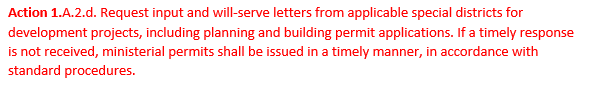 Action 1.A.2.d. Request input and will-serve letters from applicable special districts for
development projects, including planning and building permit applications. If a timely response
is not received, ministerial permits shall be issued in a timely manner, in accordance with
standard procedures.